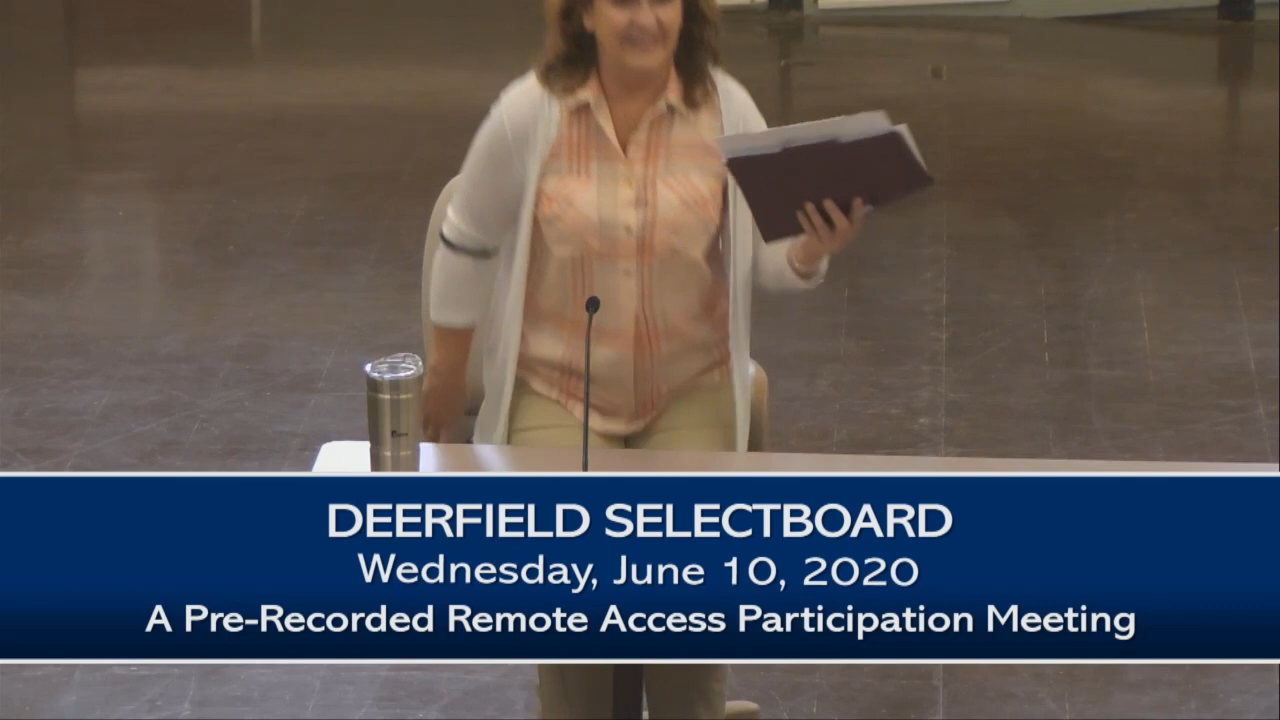 DEERFIELD SELECTBOARD
Wednesday, June 10, 2020
A Pre-Recorded Remote Access Participation Meeting